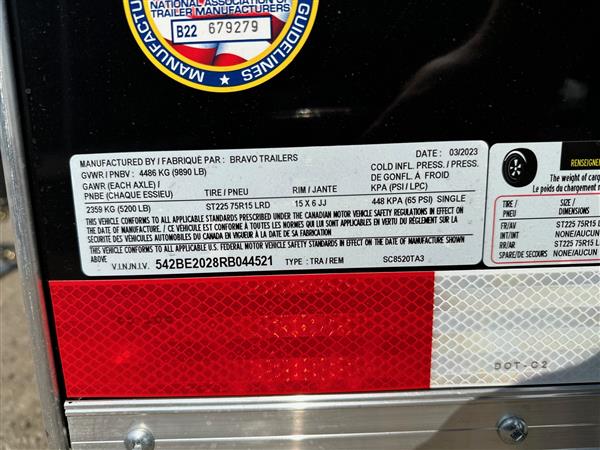 NATIONAL ASSOCIATION OF
TRAILER MANUFACTURERS
B22 679279
MANUFACTURING GUIDELINES
MANUFACTURED BY / FABRIQUÉ PAR : BRAVO TRAILERS DATE : 03/2023
GVWR / PNBV : 4486 KG (9890 LB) COLD INFL. PRESS. / PRESS.
GAWR (EACH AXLE) / DE GONFL. À FROID
PNBE (CHAQUE ESSIEU) TIRE / PNEU RIM / JANTE KPA (PSI / LPC)
2359 KG (5200 LB) ST225 75R15 LRD 15 X 6 JJ 448 KPA (65 PSI) SINGLE
THIS VEHICLE CONFORMS TO ALL APPLICABLE STANDARDS PRESCRIBED UNDER THE CANADIAN MOTOR VEHICLE SAFETY REGULATIONS IN EFFECT ON
THE DATE OF MANUFACTURE. / CE VEHICULE EST CONFORME A TOUTES LES NORMES QUI LUI SONT APPLICABLES EN VERTU DU REGLEMENT SUR LA
SÉCURITÉ DES VÉHICULES AUTOMOBILES DU CANADA EN VIGUEUR À LA DATE DE SA FABRICATION
THIS VEHICLE CONFORMS TO ALL APPLICABLE U.S. FEDERAL MOTOR VEHICLE SAFETY STANDARDS IN EFFECT ON THE DATE OF MANUFACTURE SHOWN
ABOVE
V.I.N./N.I.V. 542BE2028RB044521 TYPE : TRA / REM SC8520TA3
RENSEIGNEM
The weight of carg
Le poids du chargement
TIRE / SIZE /
PNEU DIMENSIONS
FR/AV ST225 75R15 L
INT/INT NONE/AUCUN
RR/AR ST225 75R15 L
SPARE/DE SECOURS NONE/AUCUN
DOT-C2